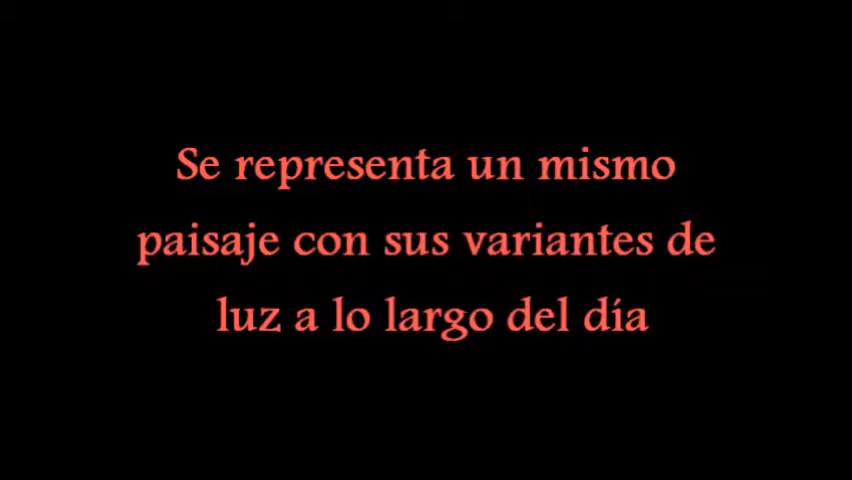 Se representa un mismo
paisaje con sus variantes de
luz a lo largo del día